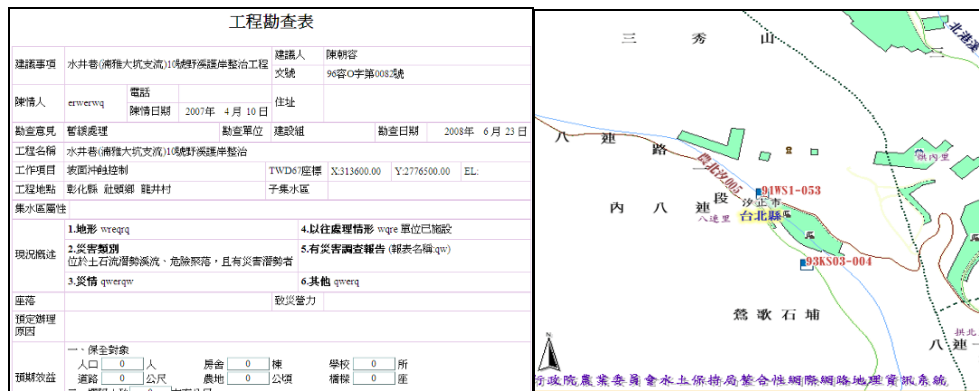 工程勘查表
建議事項 水井巷(湳雅大坑支流)10號野溪護岸整治工程 建議人 陳朝容
文號 96容O字第0082號
陳情人 erwerwq 電話 住址
陳情日期 2007年 4月 10日
勘查意見 暫緩處理 勘查單位 建設組 勘查日期 2008年 6月 23日
工程名稱 水井巷(湳雅大坑支流)10號野溪護岸整治
工作項目 坡面沖蝕控制 TWD67座標 X:313600.00 Y:2776500.00 EL:
工程地點 彰化縣 社頭鄉 龍井村 子集水區
集水區屬性
現況概述 1.地形 wreqrq 4.以往處理情形 wqre 單位已施設
2.災害類別 5.有災害調查報告 (報表名稱:qw)
位於土石流潛勢溪流、危險聚落，且有災害潛勢者
3.災情 qwerqw 6.其他 qwerq
座落 致災營力
預定辦理原因
預期效益 一、保全對象
人口 0 人 房舍 0 棟 學校 0 所
道路 0 公尺 農地 0 公頃 橋樑 0 座
三秀山
北港溪
二
拱內里
八連路
農北汐005
二段
91WS1-053
汐止市
台北縣
內八連
八連里
93KS03-004
鶯歌石埔
拱北
八連一
N
行政院農業委員會水土保持局整合性網際網路地理資訊系統